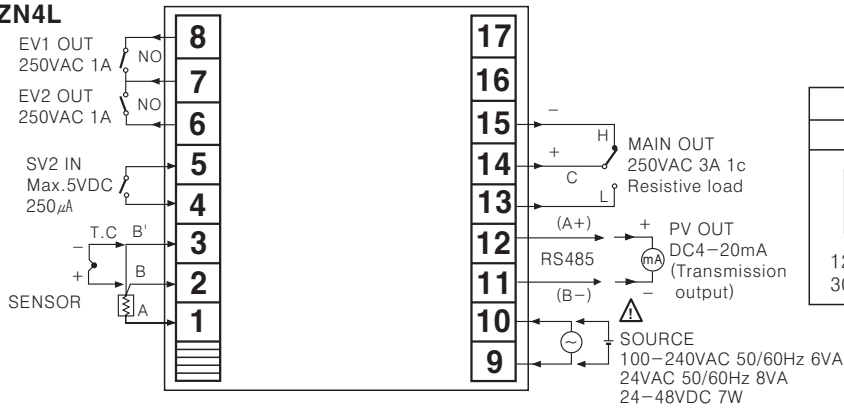 ZN4L
EV1 OUT
250VAC 1A
NO
EV2 OUT
250VAC 1A
NO
SV2 IN
Max.5VDC
250㎂
T.C B'
−
+
B
A
SENSOR
8
7
6
5
4
3
2
1
17
16
15
14
13
12
11
10
9
−
H
+
C
L
MAIN OUT
250VAC 3A 1c
Resistive load
(A+)
RS485
(B−)
+
mA
−
PV OUT
DC4−20mA
(Transmission
output)
SOURCE
100−240VAC 50/60Hz 6VA
24VAC 50/60Hz 8VA
24−48VDC 7W